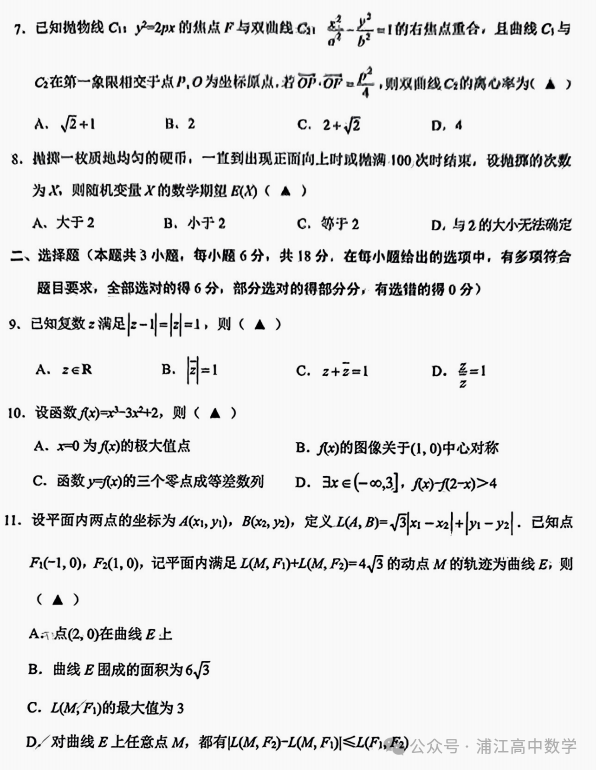 7. 已知抛物线 C₁: y²=2px 的焦点 F 与双曲线 C₂: x²/a² - y²/b² =1 的右焦点重合，且曲线 C₁ 与
C₂在第一象限相交于点 P, O 为坐标原点, 若 OP→·OF→ = p²/4 , 则双曲线 C₂的离心率为( ▲ )
A. √2+1 B. 2 C. 2+√2 D. 4
8. 抛掷一枚质地均匀的硬币，一直到出现正面向上时或抛满 100 次时结束，设抛掷的次数
为 X, 则随机变量 X 的数学期望 E(X) ( ▲ )
A、大于 2 B、小于 2 C、等于 2 D、与 2 的大小无法确定
二、选择题（本题共 3 小题，每小题 6 分，共 18 分．在每小题给出的选项中，有多项符合
题目要求，全部选对的得 6 分，部分选对的得部分分，有选错的得 0 分）
9. 已知复数 z 满足|z-1|=|z|=1，则（ ▲ ）
A. z∈R B. |z̅|=1 C. z+z̅=1 D. z/z̅=1
10. 设函数 f(x)=x³-3x²+2，则（ ▲ ）
A. x=0 为 f(x)的极大值点 B. f(x)的图像关于(1, 0)中心对称
C. 函数 y=f(x)的三个零点成等差数列 D. ∃x∈(-∞,3]，f(x)-f(2-x)>4
11. 设平面内两点的坐标为 A(x₁, y₁)，B(x₂, y₂)，定义 L(A, B)=√3|x₁-x₂|+|y₁-y₂|．已知点
F₁(-1, 0)，F₂(1, 0)，记平面内满足 L(M, F₁)+L(M, F₂)=4√3 的动点 M 的轨迹为曲线 E，则
（ ▲ ）
A. 点(2, 0)在曲线 E 上
B. 曲线 E 围成的面积为 6√3
C. L(M, F₁)的最大值为 3
D. 对曲线 E 上任意点 M，都有|L(M, F₂)-L(M, F₁)|≤L(F₁, F₂)
公众号·浦江高中数学